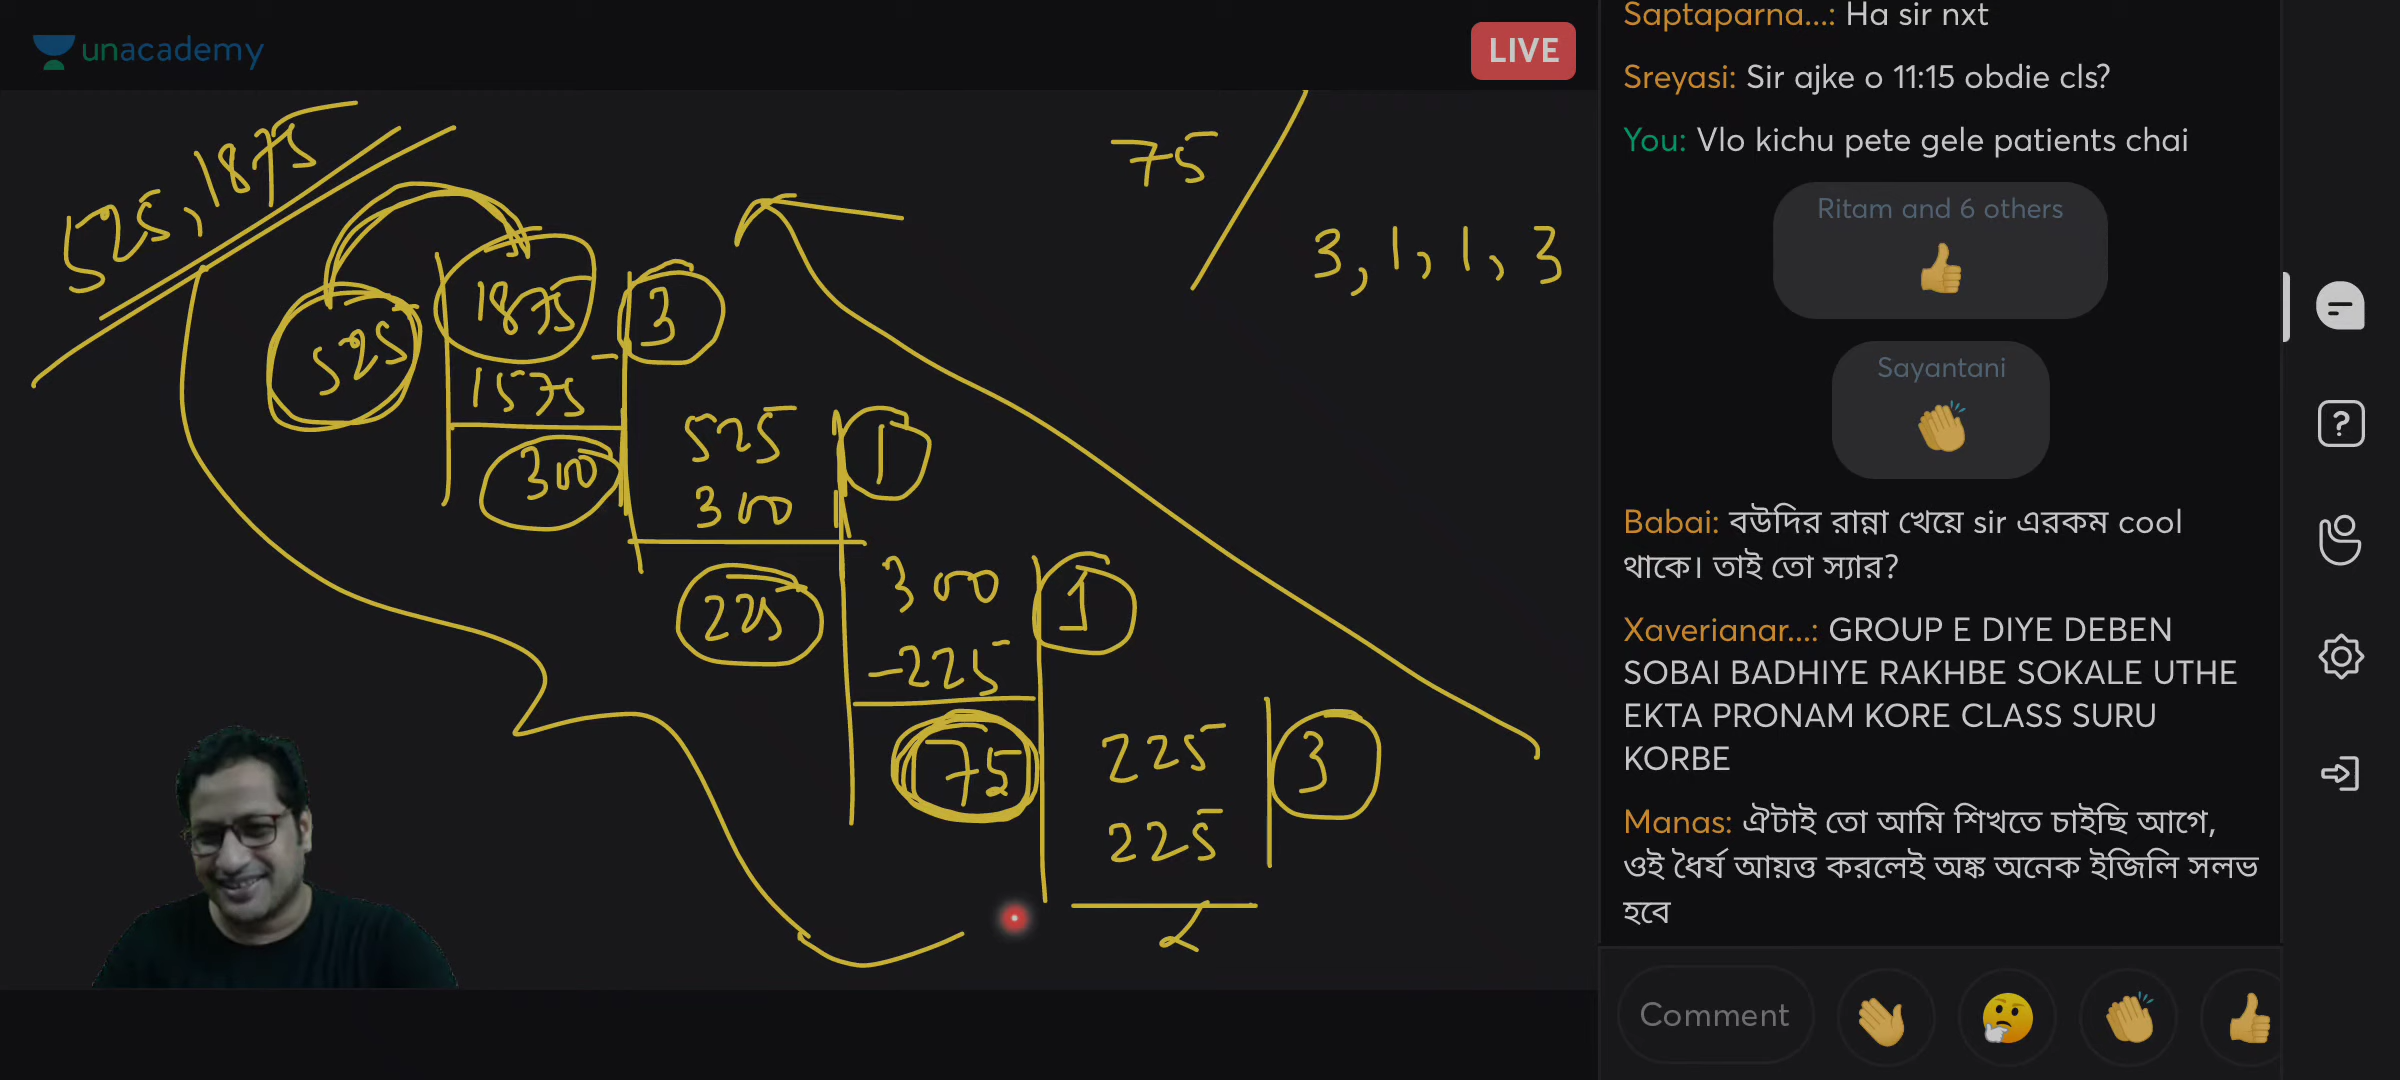 unacademy
LIVE
525, 1875
75
3, 1, 1, 3
525
1875
3
1575
300
525
1
300
225
300
1
-225
75
225
3
225
Saptaparna...: Ha sir nxt
Sreyasi: Sir ajke o 11:15 obdie cls?
You: Vlo kichu pete gele patients chai
Ritam and 6 others
Sayantani
Babai: বউদির রান্না খেয়ে sir এরকম cool
থাকে। তাই তো স্যার?
Xaverianar...: GROUP E DIYE DEBEN
SOBAI BADHIYE RAKHBE SOKALE UTHE
EKTA PRONAM KORE CLASS SURU
KORBE
Manas: ঐটাই তো আমি শিখতে চাইছি আগে,
ওই ধৈর্য আয়ত্ত করলেই অঙ্ক অনেক ইজিলি সলভ
হবে
Comment